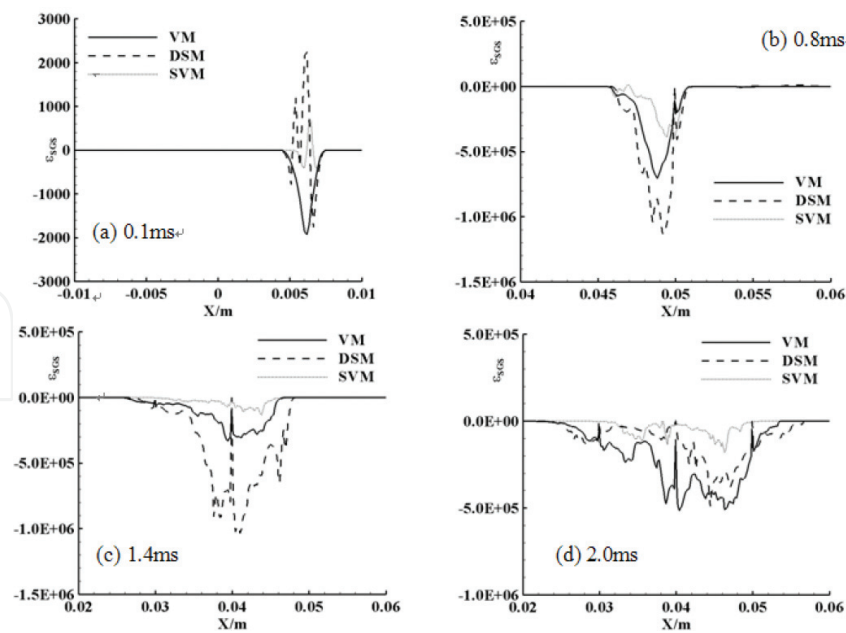 3000
2000
1000
0
-1000
-2000
-3000
εSGS
VM
DSM
SVM
(a) 0.1ms↵
-0.01 ↵
-0.005
0
0.005
0.01
X/m
5.0E+05
0.0E+00
-5.0E+05
-1.0E+06
-1.5E+06
εSGS
(b) 0.8ms
VM
DSM
SVM
0.04
0.045
0.05
0.055
0.06
X/m
5.0E+05
0.0E+00
-5.0E+05
-1.0E+06
-1.5E+06
εSGS
VM
DSM
SVM
(c) 1.4ms
0.02
0.03
0.04
0.05
0.06
X/m
5.0E+05
0.0E+00
-5.0E+05
-1.0E+06
εSGS
VM
DSM
SVM
(d) 2.0ms
0.02
0.03
0.04
0.05
0.06
X/m